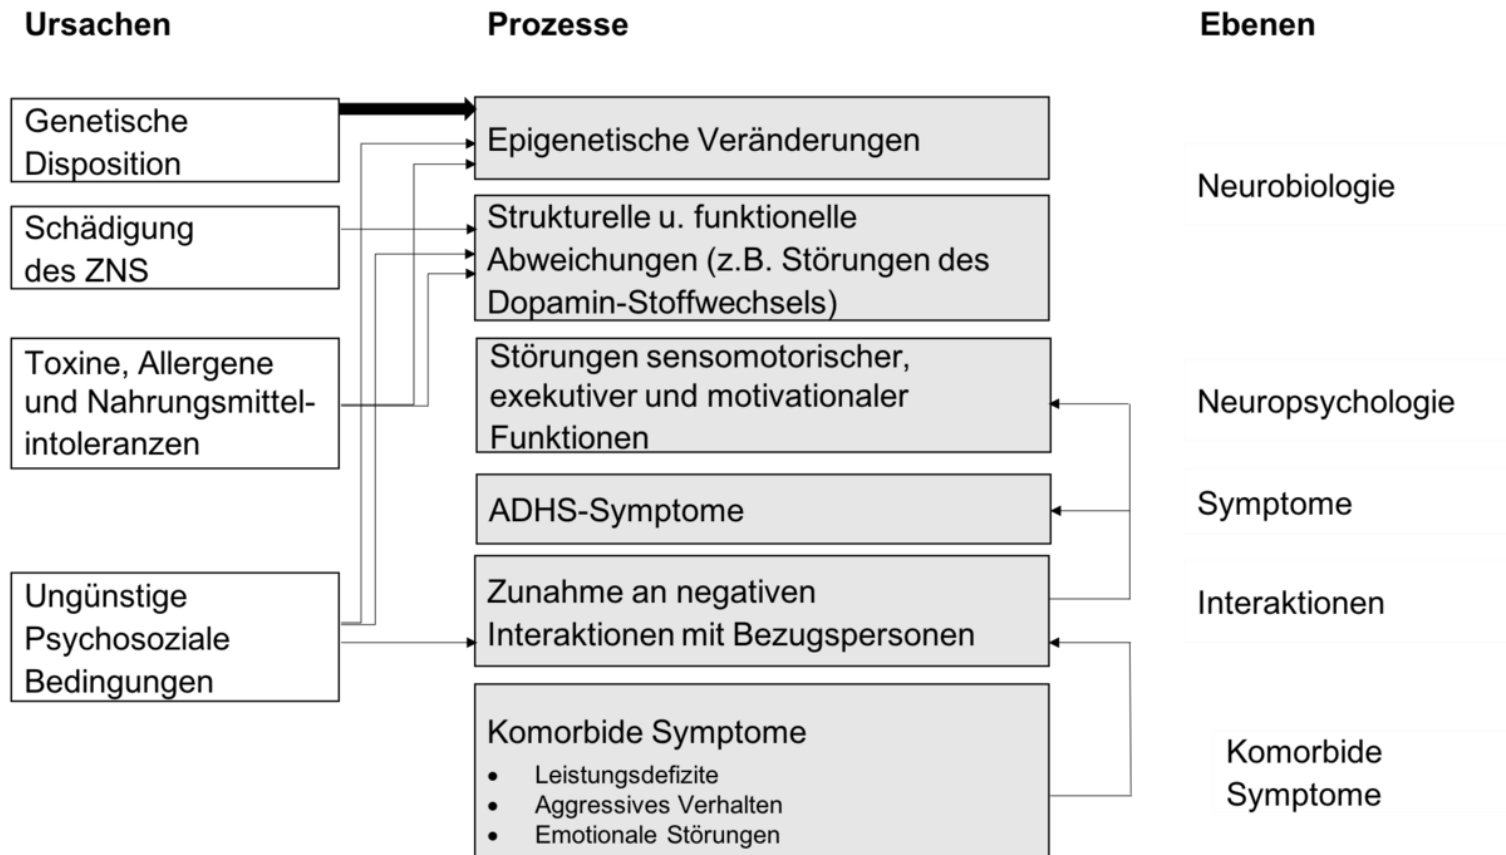 Ursachen
Prozesse
Ebenen
Genetische
Disposition
Schädigung
des ZNS
Toxine, Allergene
und Nahrungsmittel-
intoleranzen
Ungünstige
Psychosoziale
Bedingungen
Epigenetische Veränderungen
Strukturelle u. funktionelle
Abweichungen (z.B. Störungen des
Dopamin-Stoffwechsels)
Störungen sensomotorischer,
exekutiver und motivationaler
Funktionen
ADHS-Symptome
Zunahme an negativen
Interaktionen mit Bezugspersonen
Komorbide Symptome
• Leistungsdefizite
• Aggressives Verhalten
• Emotionale Störungen
Neurobiologie
Neuropsychologie
Symptome
Interaktionen
Komorbide
Symptome